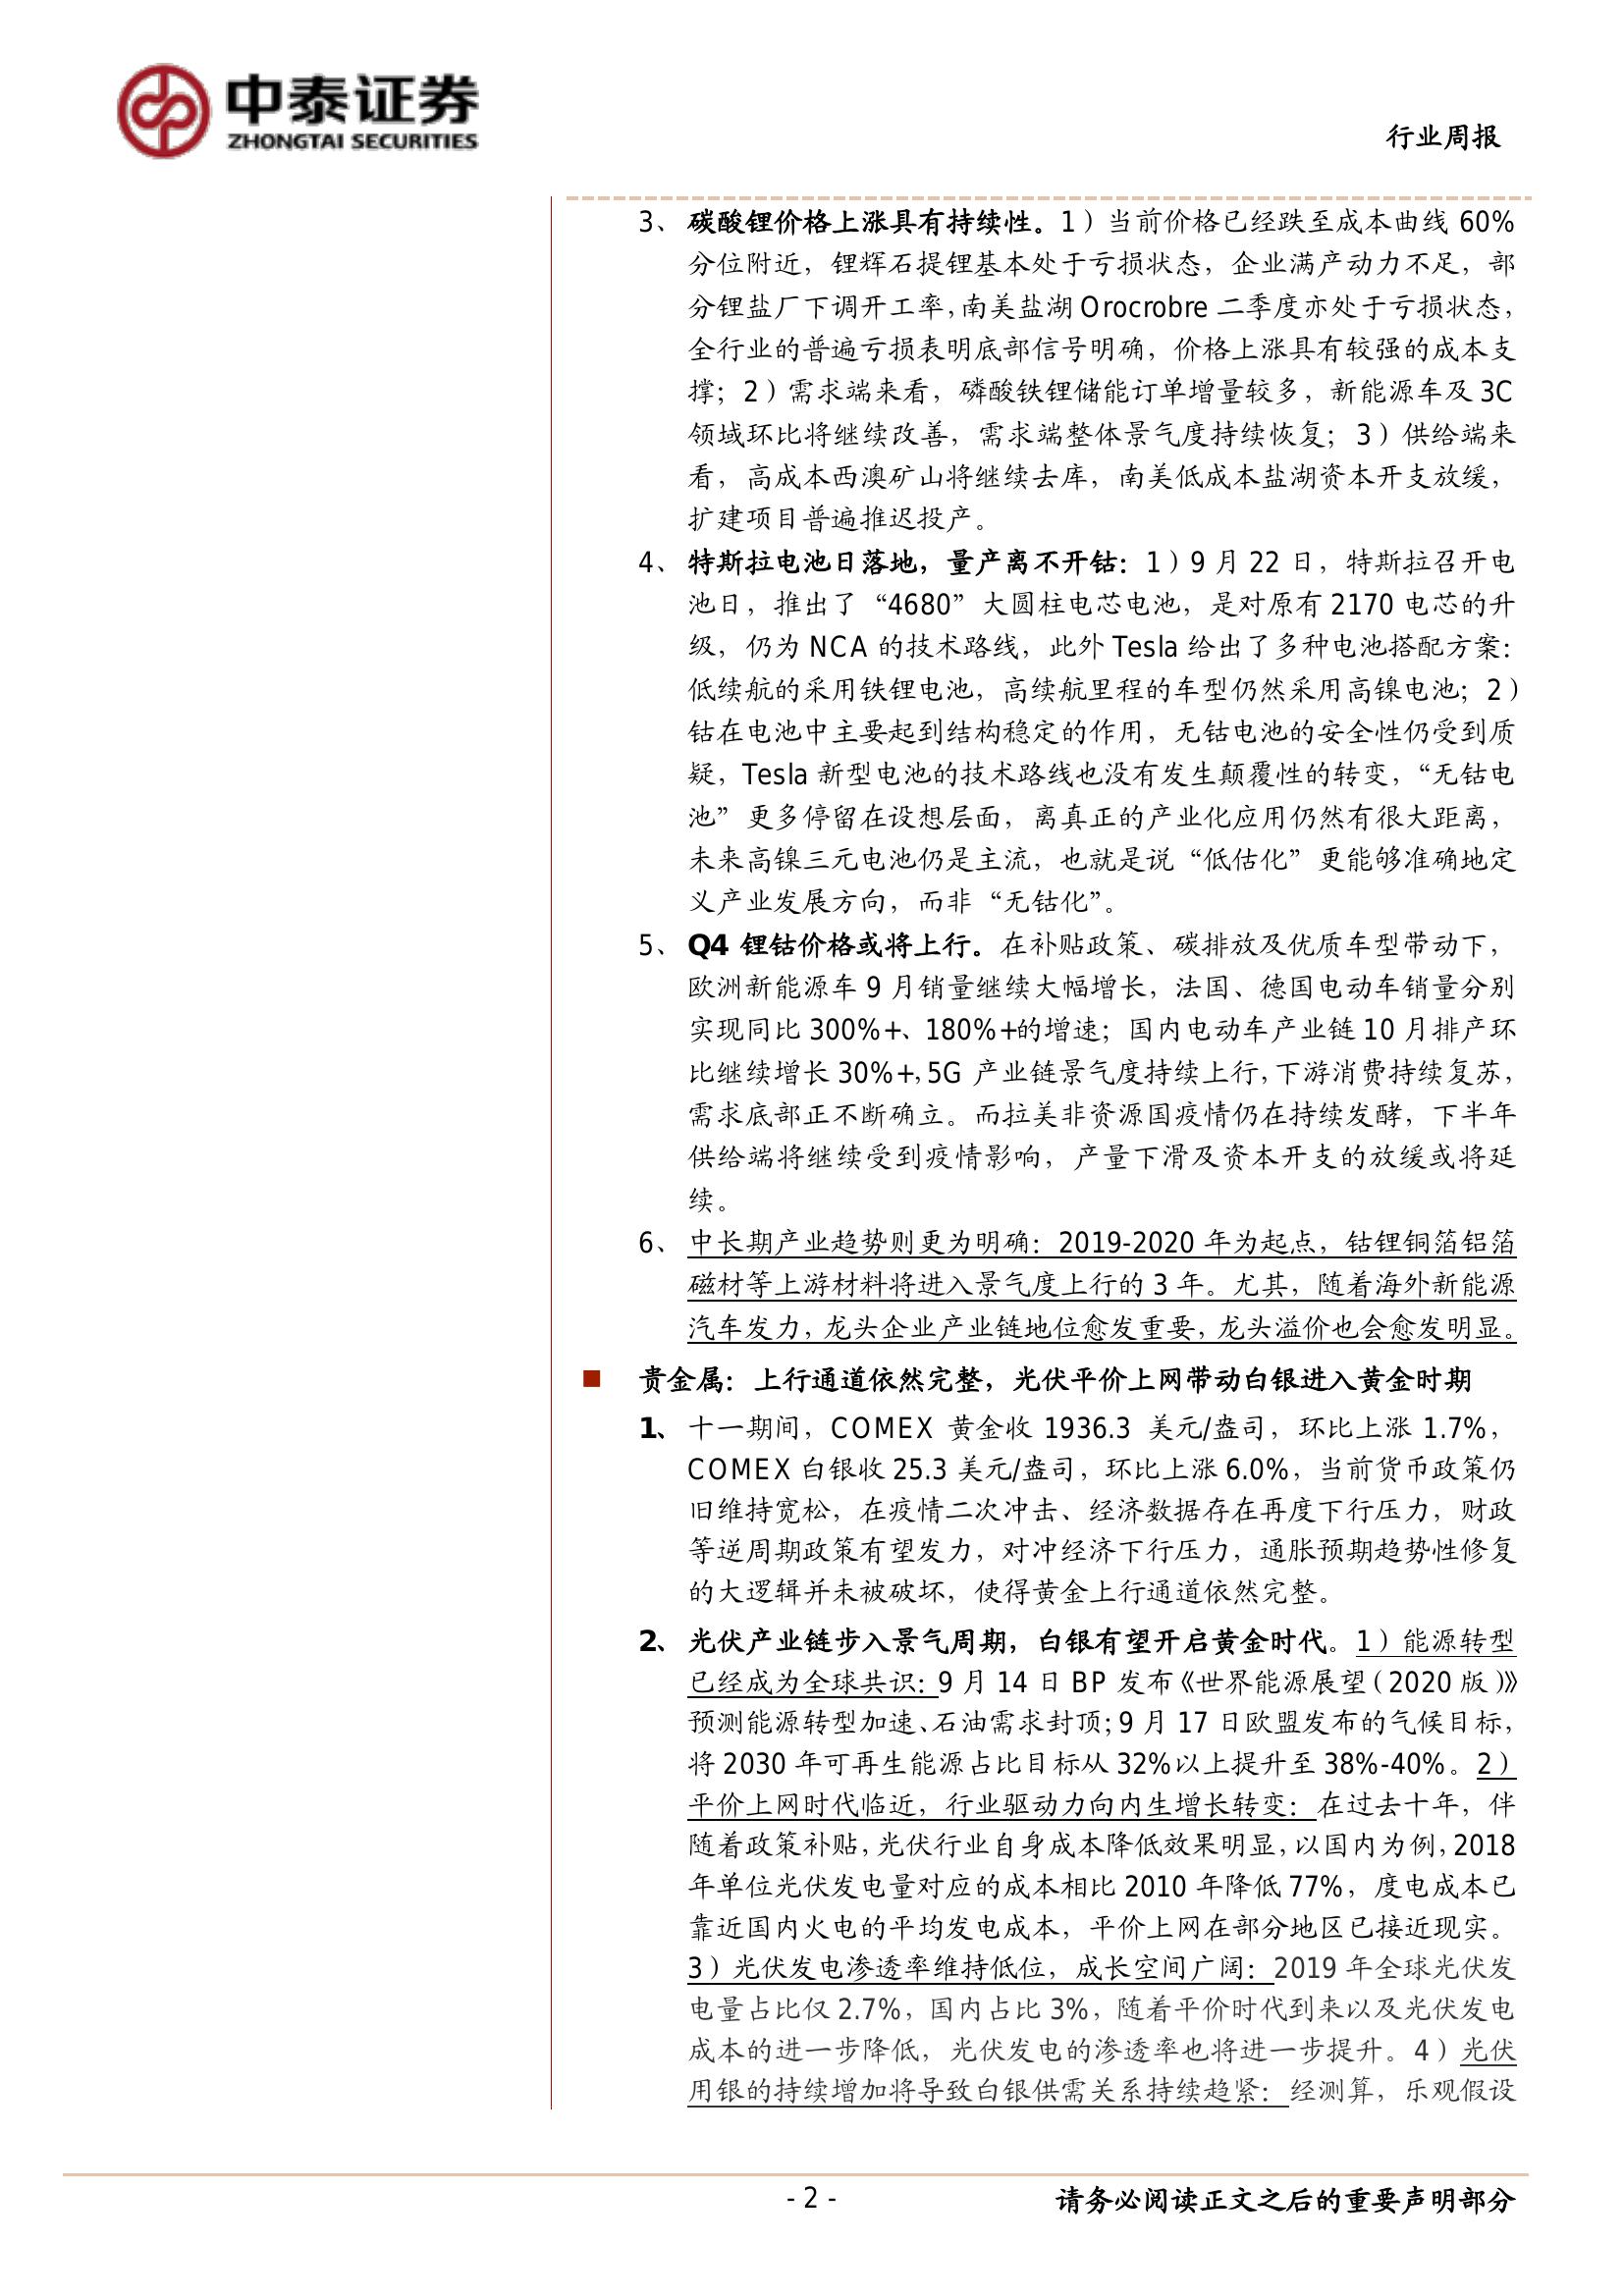 中泰证券
ZHONGTAI SECURITIES
行业周报
3、 碳酸锂价格上涨具有持续性。1）当前价格已经跌至成本曲线 60%
分位附近，锂辉石提锂基本处于亏损状态，企业满产动力不足，部
分锂盐厂下调开工率，南美盐湖 Orocrobre 二季度亦处于亏损状态，
全行业的普遍亏损表明底部信号明确，价格上涨具有较强的成本支
撑；2）需求端来看，磷酸铁锂储能订单增量较多，新能源车及 3C
领域环比将继续改善，需求端整体景气度持续恢复；3）供给端来
看，高成本西澳矿山将继续去库，南美低成本盐湖资本开支放缓，
扩建项目普遍推迟投产。
4、 特斯拉电池日落地，量产离不开钴：1）9 月 22 日，特斯拉召开电
池日，推出了“4680”大圆柱电芯电池，是对原有 2170 电芯的升
级，仍为 NCA 的技术路线，此外 Tesla 给出了多种电池搭配方案：
低续航的采用铁锂电池，高续航里程的车型仍然采用高镍电池；2）
钴在电池中主要起到结构稳定的作用，无钴电池的安全性仍受到质
疑，Tesla 新型电池的技术路线也没有发生颠覆性的转变，“无钴电
池”更多停留在设想层面，离真正的产业化应用仍然有很大距离，
未来高镍三元电池仍是主流，也就是说“低估化”更能够准确地定
义产业发展方向，而非“无钴化”。
5、 Q4 锂钴价格或将上行。在补贴政策、碳排放及优质车型带动下，
欧洲新能源车 9 月销量继续大幅增长，法国、德国电动车销量分别
实现同比 300%+、180%+的增速；国内电动车产业链 10 月排产环
比继续增长 30%+，5G 产业链景气度持续上行，下游消费持续复苏，
需求底部正不断确立。而拉美非资源国疫情仍在持续发酵，下半年
供给端将继续受到疫情影响，产量下滑及资本开支的放缓或将延
续。
6、 中长期产业趋势则更为明确：2019-2020 年为起点，钴锂铜箔铝箔
磁材等上游材料将进入景气度上行的 3 年。尤其，随着海外新能源
汽车发力，龙头企业产业链地位愈发重要，龙头溢价也会愈发明显。
■ 贵金属：上行通道依然完整，光伏平价上网带动白银进入黄金时期
1、 十一期间，COMEX 黄金收 1936.3 美元/盎司，环比上涨 1.7%，
COMEX 白银收 25.3 美元/盎司，环比上涨 6.0%，当前货币政策仍
旧维持宽松，在疫情二次冲击、经济数据存在再度下行压力，财政
等逆周期政策有望发力，对冲经济下行压力，通胀预期趋势性修复
的大逻辑并未被破坏，使得黄金上行通道依然完整。
2、 光伏产业链步入景气周期，白银有望开启黄金时代。1）能源转型
已经成为全球共识：9 月 14 日 BP 发布《世界能源展望（2020 版）》
预测能源转型加速、石油需求封顶；9 月 17 日欧盟发布的气候目标，
将 2030 年可再生能源占比目标从 32%以上提升至 38%-40%。2）
平价上网时代临近，行业驱动力向内生增长转变：在过去十年，伴
随着政策补贴，光伏行业自身成本降低效果明显，以国内为例，2018
年单位光伏发电量对应的成本相比 2010 年降低 77%，度电成本已
靠近国内火电的平均发电成本，平价上网在部分地区已接近现实。
3）光伏发电渗透率维持低位，成长空间广阔：2019 年全球光伏发
电量占比仅 2.7%，国内占比 3%，随着平价时代到来以及光伏发电
成本的进一步降低，光伏发电的渗透率也将进一步提升。4）光伏
用银的持续增加将导致白银供需关系持续趋紧：经测算，乐观假设
- 2 -
请务必阅读正文之后的重要声明部分